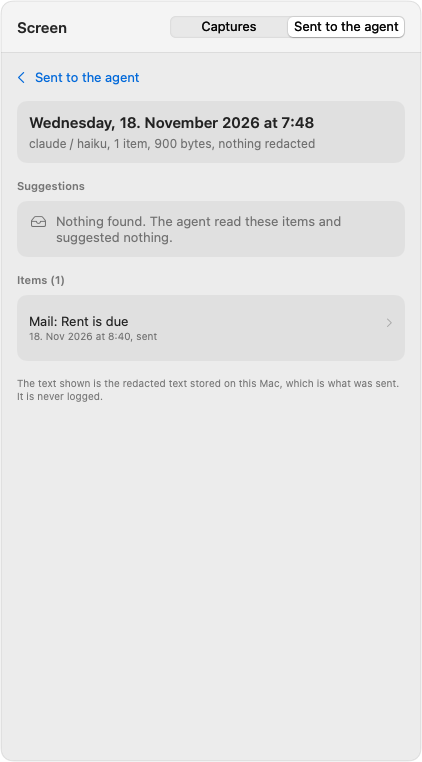 Screen
Captures
Sent to the agent
Sent to the agent
Wednesday, 18. November 2026 at 7:48
claude / haiku, 1 item, 900 bytes, nothing redacted
Suggestions
Nothing found. The agent read these items and
suggested nothing.
Items (1)
Mail: Rent is due
18. Nov 2026 at 8:40, sent
The text shown is the redacted text stored on this Mac, which is what was sent.
It is never logged.